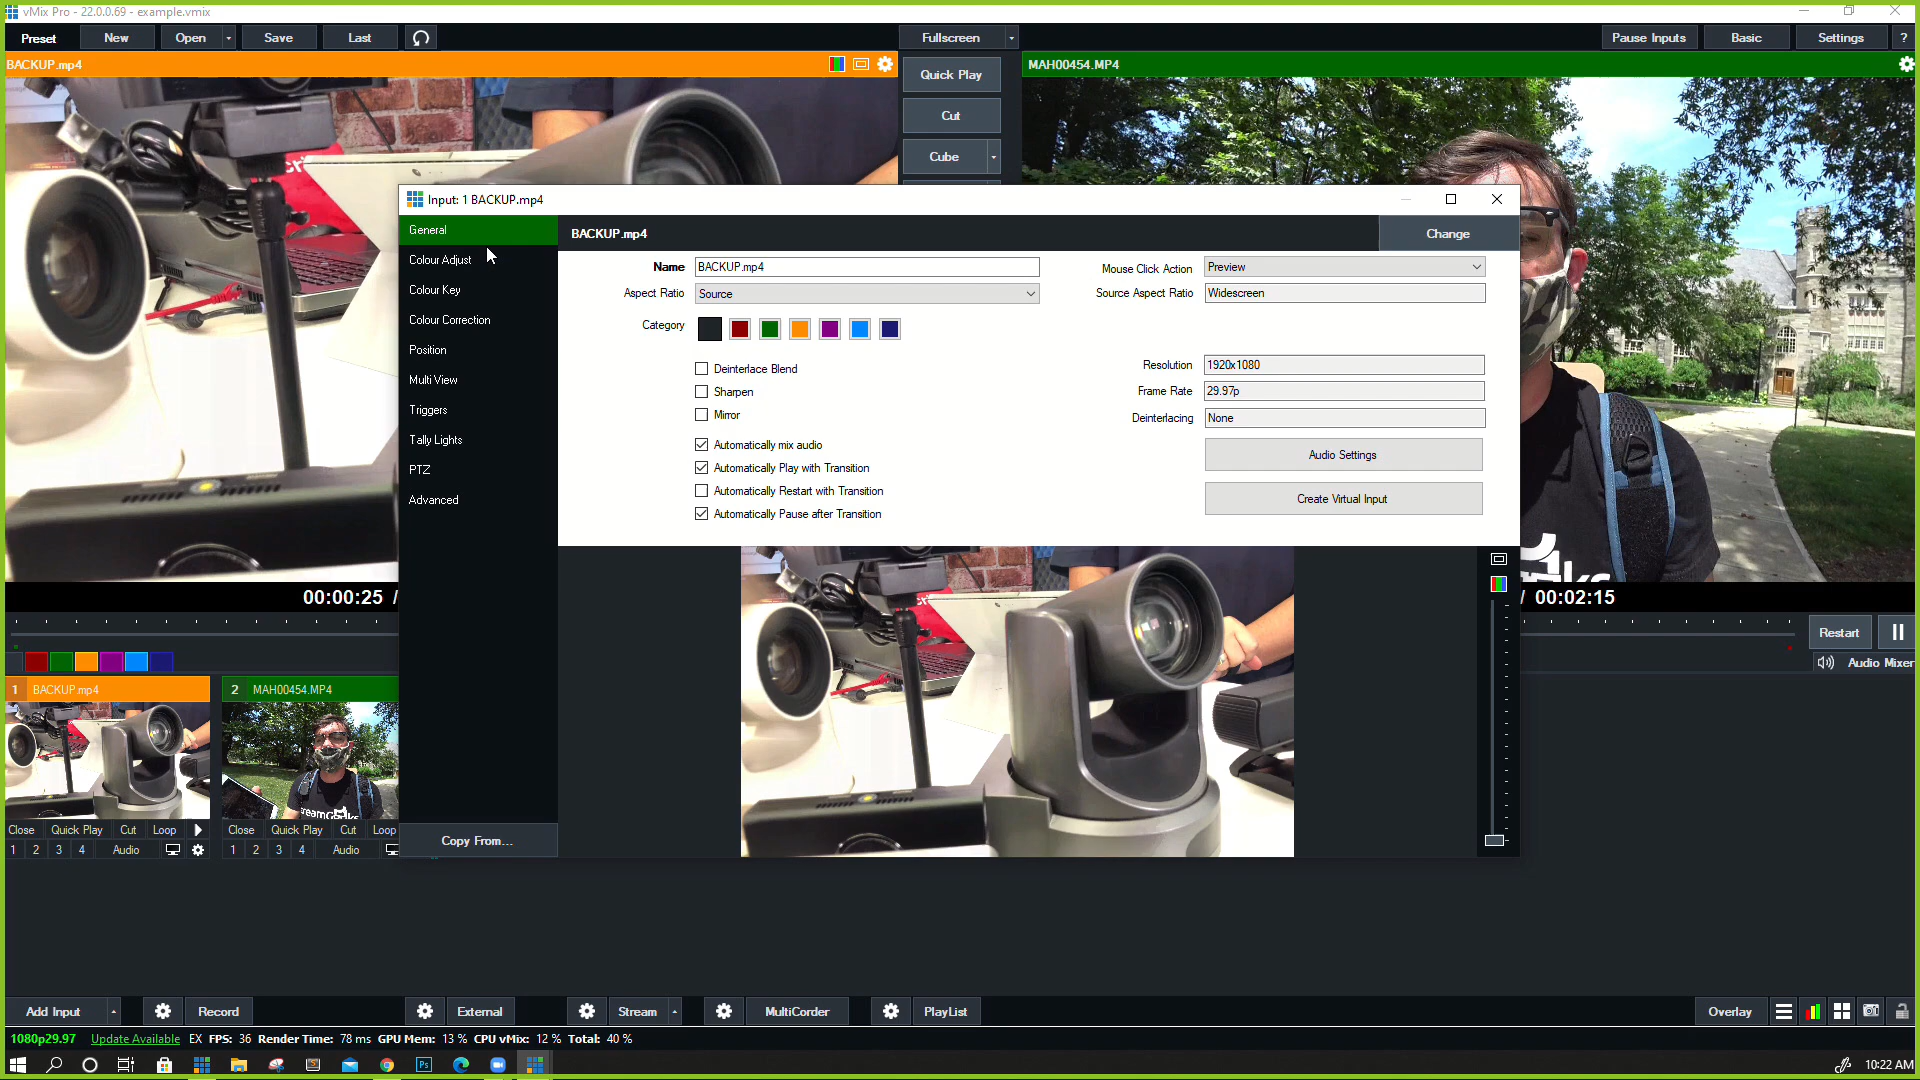 vMix Pro - 22.0.0.69 - example.vmix
Preset New Open Save Last Fullscreen Pause Inputs Basic Settings ?
BACKUP.mp4
Quick Play
Cut
Cube
MAH00454.MP4
Input: 1 BACKUP.mp4
General
Colour Adjust
Colour Key
Colour Correction
Position
Multi View
Triggers
Tally Lights
PTZ
Advanced
Copy From...
BACKUP.mp4 Change
Name BACKUP.mp4
Aspect Ratio Source
Category
Deinterlace Blend
Sharpen
Mirror
Automatically mix audio
Automatically Play with Transition
Automatically Restart with Transition
Automatically Pause after Transition
Mouse Click Action Preview
Source Aspect Ratio Widescreen
Resolution 1920x1080
Frame Rate 29.97p
Deinterlacing None
Audio Settings
Create Virtual Input
00:00:25 /
/ 00:02:15
Restart
Audio Mixer
1 BACKUP.mp4
Close Quick Play Cut Loop
1 2 3 4 Audio
2 MAH00454.MP4
Close Quick Play Cut Loop
1 2 3 4 Audio
Add Input Record External Stream MultiCorder PlayList Overlay
1080p29.97 Update Available EX FPS: 36 Render Time: 78 ms GPU Mem: 13 % CPU vMix: 12 % Total: 40 %
Ps
10:22 AM